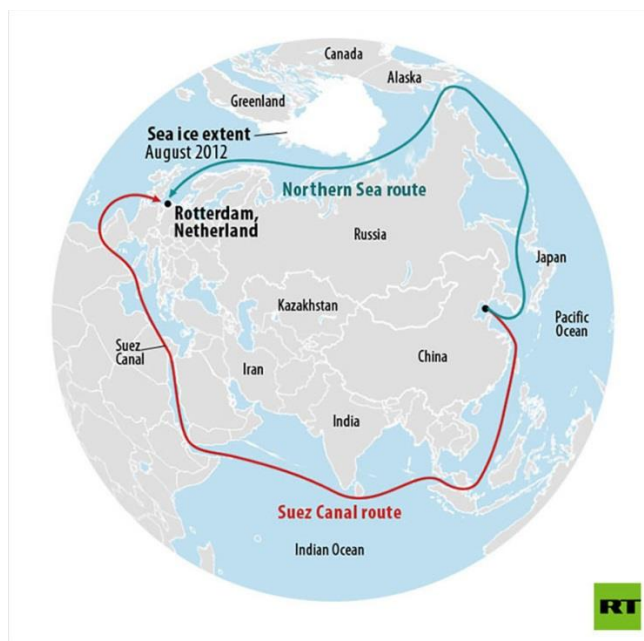 Canada
Alaska
Greenland
Sea ice extent
August 2012
Northern Sea route
Rotterdam,
Netherland
Russia
Japan
Kazakhstan
Pacific
Ocean
Suez
Canal
Iran
China
India
Suez Canal route
Indian Ocean
RT